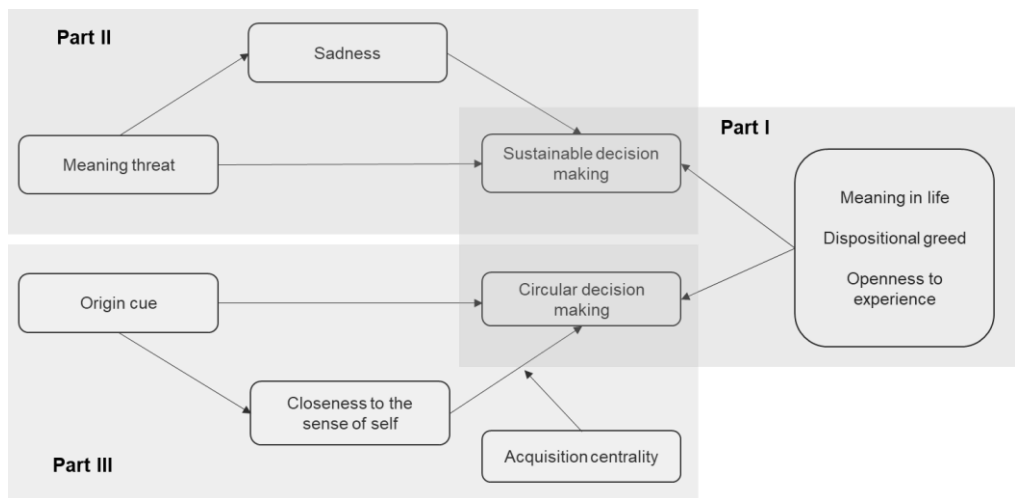 Part II
Sadness
Meaning threat
Sustainable decision
making
Part I
Meaning in life
Dispositional greed
Openness to
experience
Origin cue
Circular decision
making
Closeness to the
sense of self
Acquisition centrality
Part III